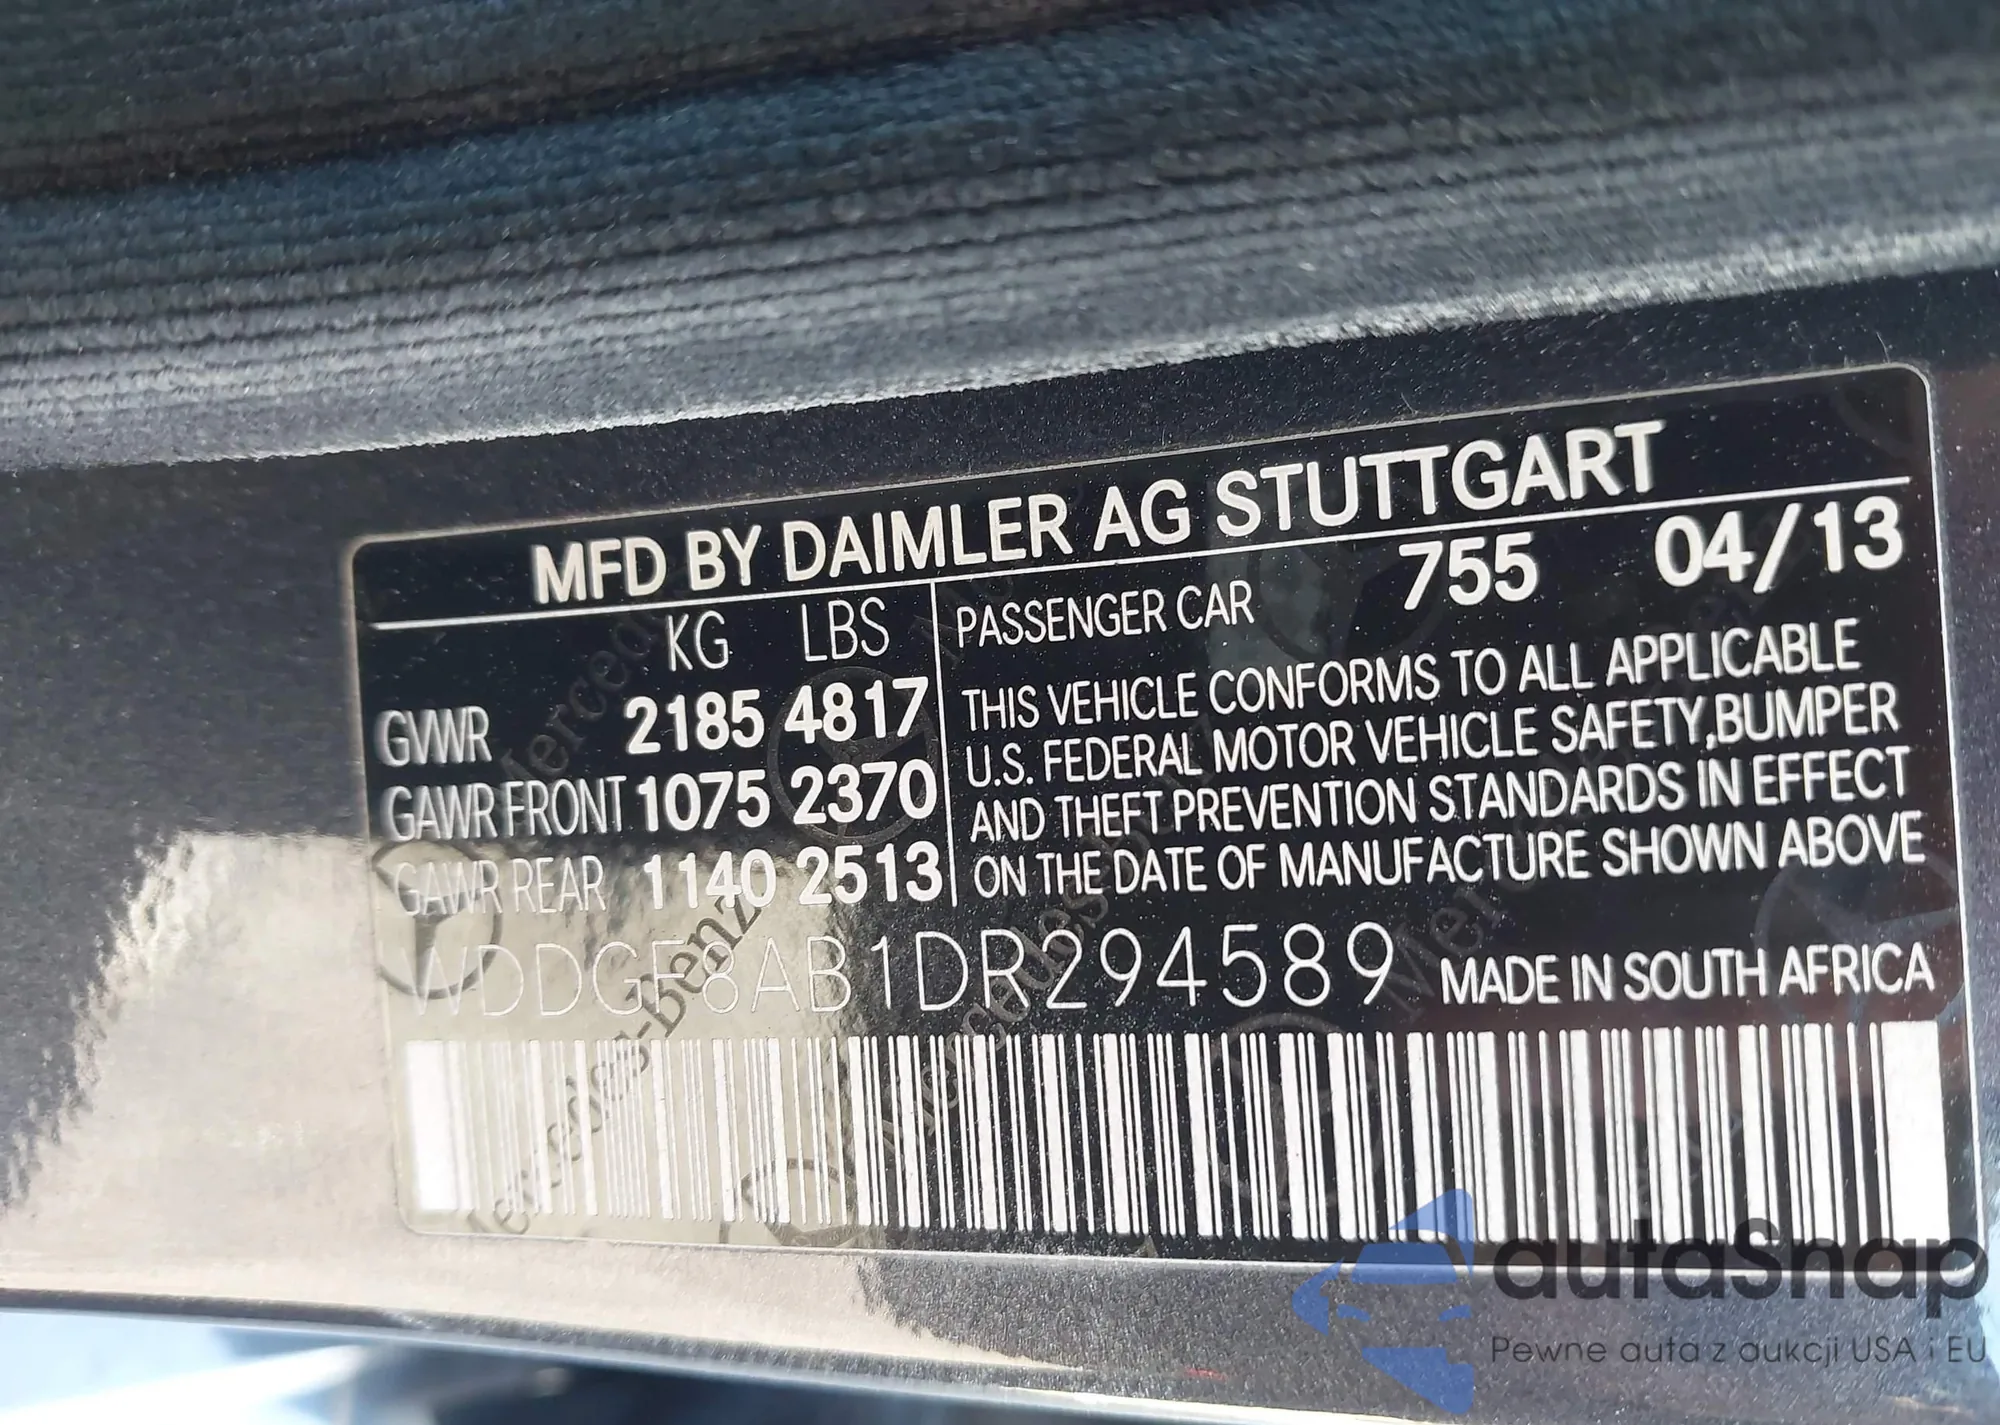 MFD BY DAIMLER AG STUTTGART
KG LBS
GVWR 2185 4817
GAWR FRONT 1075 2370
GAWR REAR 1140 2513
PASSENGER CAR 755 04/13
THIS VEHICLE CONFORMS TO ALL APPLICABLE
U.S. FEDERAL MOTOR VEHICLE SAFETY,BUMPER
AND THEFT PREVENTION STANDARDS IN EFFECT
ON THE DATE OF MANUFACTURE SHOWN ABOVE
WDDGF8AB1DR294589 MADE IN SOUTH AFRICA
Mercedes-Benz
autaSnap
Pewne auta z aukcji USA i EU